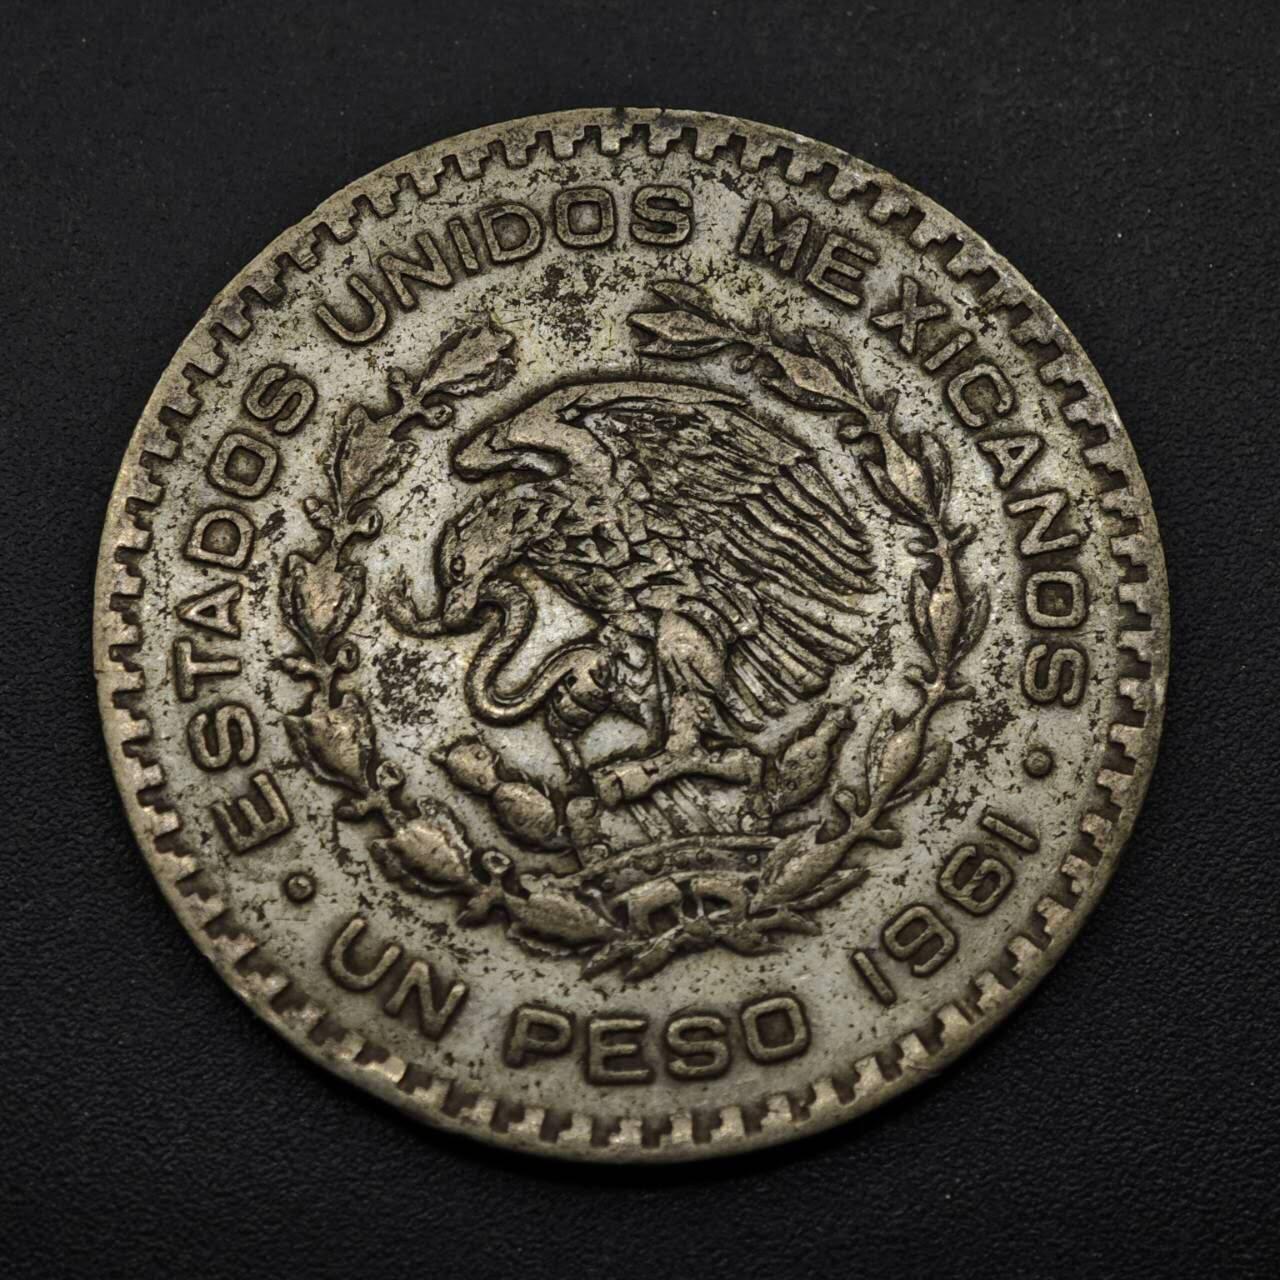 ESTADOS UNIDOS MEXICANOS
· UN PESO 1961 ·